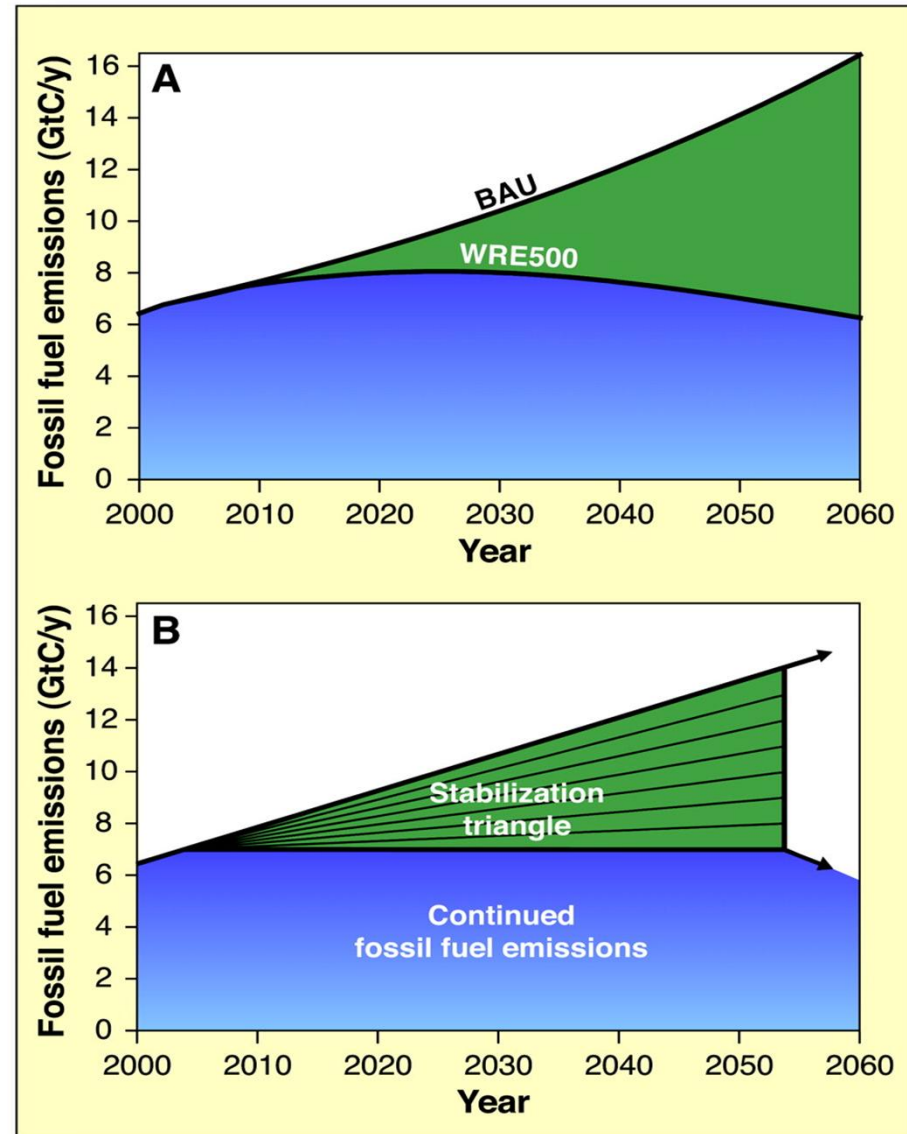 A
Fossil fuel emissions (GtC/y)
16
14
12
10
8
6
4
2
0
BAU
WRE500
2000 2010 2020 2030 2040 2050 2060
Year
B
Fossil fuel emissions (GtC/y)
16
14
12
10
8
6
4
2
0
Stabilization
triangle
Continued
fossil fuel emissions
2000 2010 2020 2030 2040 2050 2060
Year